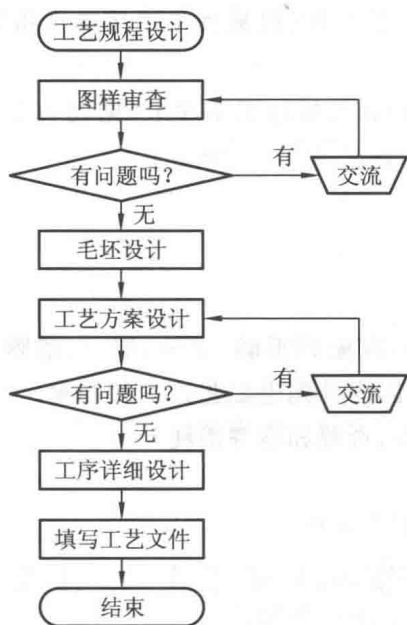 工艺规程设计
图样审查
有问题吗?
有
交流
无
毛坯设计
工艺方案设计
有问题吗?
有
交流
无
工序详细设计
填写工艺文件
结束